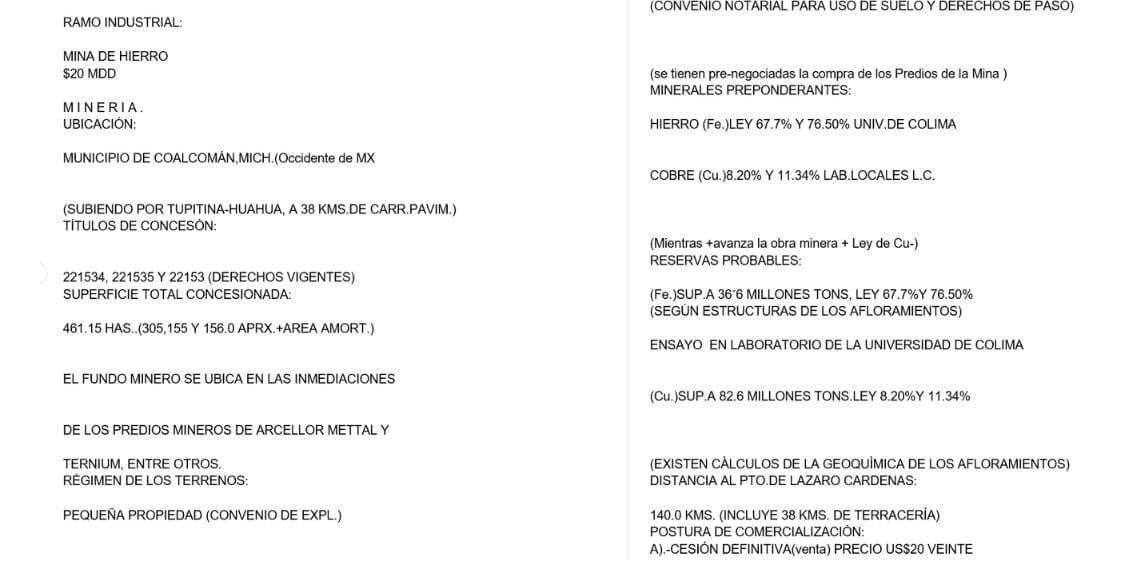 RAMO INDUSTRIAL:
MINA DE HIERRO
$20 MDD
M I N E R I A .
UBICACIÓN:
MUNICIPIO DE COALCOMÁN,MICH.(Occidente de MX
(SUBIENDO POR TUPITINA-HUAHUA, A 38 KMS.DE CARR.PAVIM.)
TÍTULOS DE CONCESÓN:
221534, 221535 Y 22153 (DERECHOS VIGENTES)
SUPERFICIE TOTAL CONCESIONADA:
461.15 HAS..(305,155 Y 156.0 APRX.+AREA AMORT.)
EL FUNDO MINERO SE UBICA EN LAS INMEDIACIONES
DE LOS PREDIOS MINEROS DE ARCELLOR METTAL Y
TERNIUM, ENTRE OTROS.
RÉGIMEN DE LOS TERRENOS:
PEQUEÑA PROPIEDAD (CONVENIO DE EXPL.)
(CONVENIO NOTARIAL PARA USO DE SUELO Y DERECHOS DE PASO)
(se tienen pre-negociadas la compra de los Predios de la Mina )
MINERALES PREPONDERANTES:
HIERRO (Fe.)LEY 67.7% Y 76.50% UNIV.DE COLIMA
COBRE (Cu.)8.20% Y 11.34% LAB.LOCALES L.C.
(Mientras +avanza la obra minera + Ley de Cu-)
RESERVAS PROBABLES:
(Fe.)SUP.A 36´6 MILLONES TONS, LEY 67.7%Y 76.50%
(SEGÚN ESTRUCTURAS DE LOS AFLORAMIENTOS)
ENSAYO  EN LABORATORIO DE LA UNIVERSIDAD DE COLIMA
(Cu.)SUP.A 82.6 MILLONES TONS.LEY 8.20%Y 11.34%
(EXISTEN CÀLCULOS DE LA GEOQUÌMICA DE LOS AFLORAMIENTOS)
DISTANCIA AL PTO.DE LAZARO CARDENAS:
140.0 KMS. (INCLUYE 38 KMS. DE TERRACERÍA)
POSTURA DE COMERCIALIZACIÓN:
A).-CESIÓN DEFINITIVA(venta) PRECIO US$20 VEINTE